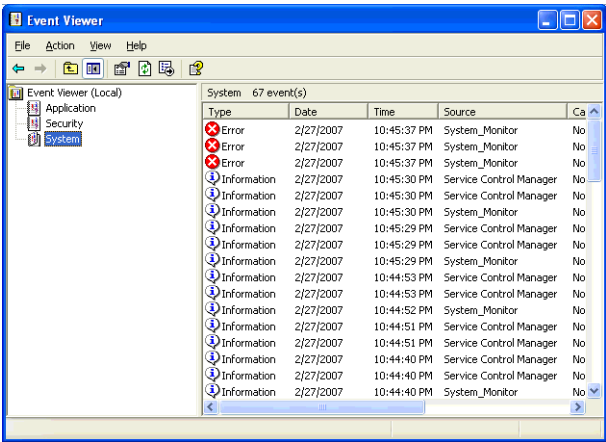 Event Viewer
File Action View Help
Event Viewer (Local)
Application
Security
System
System 67 event(s)
Type Date Time Source Ca
Error 2/27/2007 10:45:37 PM System_Monitor No
Error 2/27/2007 10:45:37 PM System_Monitor No
Error 2/27/2007 10:45:37 PM System_Monitor No
Information 2/27/2007 10:45:30 PM Service Control Manager No
Information 2/27/2007 10:45:30 PM Service Control Manager No
Information 2/27/2007 10:45:30 PM System_Monitor No
Information 2/27/2007 10:45:29 PM Service Control Manager No
Information 2/27/2007 10:45:29 PM Service Control Manager No
Information 2/27/2007 10:45:29 PM System_Monitor No
Information 2/27/2007 10:44:53 PM Service Control Manager No
Information 2/27/2007 10:44:53 PM Service Control Manager No
Information 2/27/2007 10:44:52 PM System_Monitor No
Information 2/27/2007 10:44:51 PM Service Control Manager No
Information 2/27/2007 10:44:51 PM Service Control Manager No
Information 2/27/2007 10:44:40 PM Service Control Manager No
Information 2/27/2007 10:44:40 PM Service Control Manager No
Information 2/27/2007 10:44:40 PM System_Monitor No